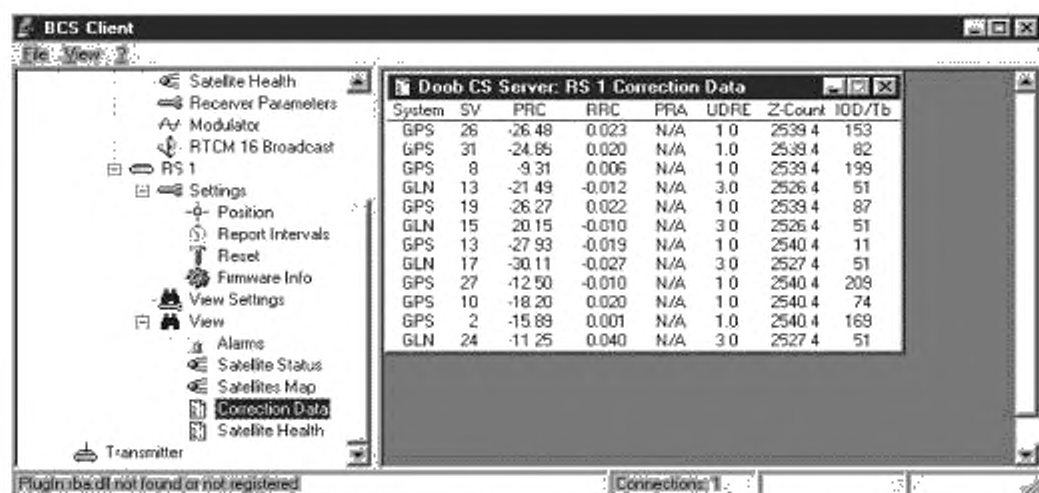 BCS Client
File View ?
Satellite Health
Receiver Parameters
Modulator
RTCM 16 Broadcast
RS 1
Settings
Position
Report Intervals
Reset
Firmware Info
View Settings
View
Alarms
Satellite Status
Satellites Map
Correction Data
Satellite Health
Transmitter
Doob CS Server: RS 1 Correction Data
System SV PRC RRC PRA UDRE Z-Count IOD/Tb
GPS 26 -26.48 0.023 N/A 1.0 2539.4 153
GPS 31 -24.85 0.020 N/A 1.0 2539.4 82
GPS 8 -9.31 0.006 N/A 1.0 2539.4 199
GLN 13 -21.49 -0.012 N/A 3.0 2526.4 51
GPS 19 -26.27 0.022 N/A 1.0 2539.4 87
GLN 15 20.15 -0.010 N/A 3.0 2526.4 51
GPS 13 -27.93 -0.019 N/A 1.0 2540.4 11
GLN 17 -30.11 -0.027 N/A 3.0 2527.4 51
GPS 27 -12.50 -0.010 N/A 1.0 2540.4 209
GPS 10 -18.20 0.020 N/A 1.0 2540.4 74
GPS 2 -15.89 0.001 N/A 1.0 2540.4 169
GLN 24 -11.25 0.040 N/A 3.0 2527.4 51
PlugIn rba.dll not found or not registered
Connections: 1